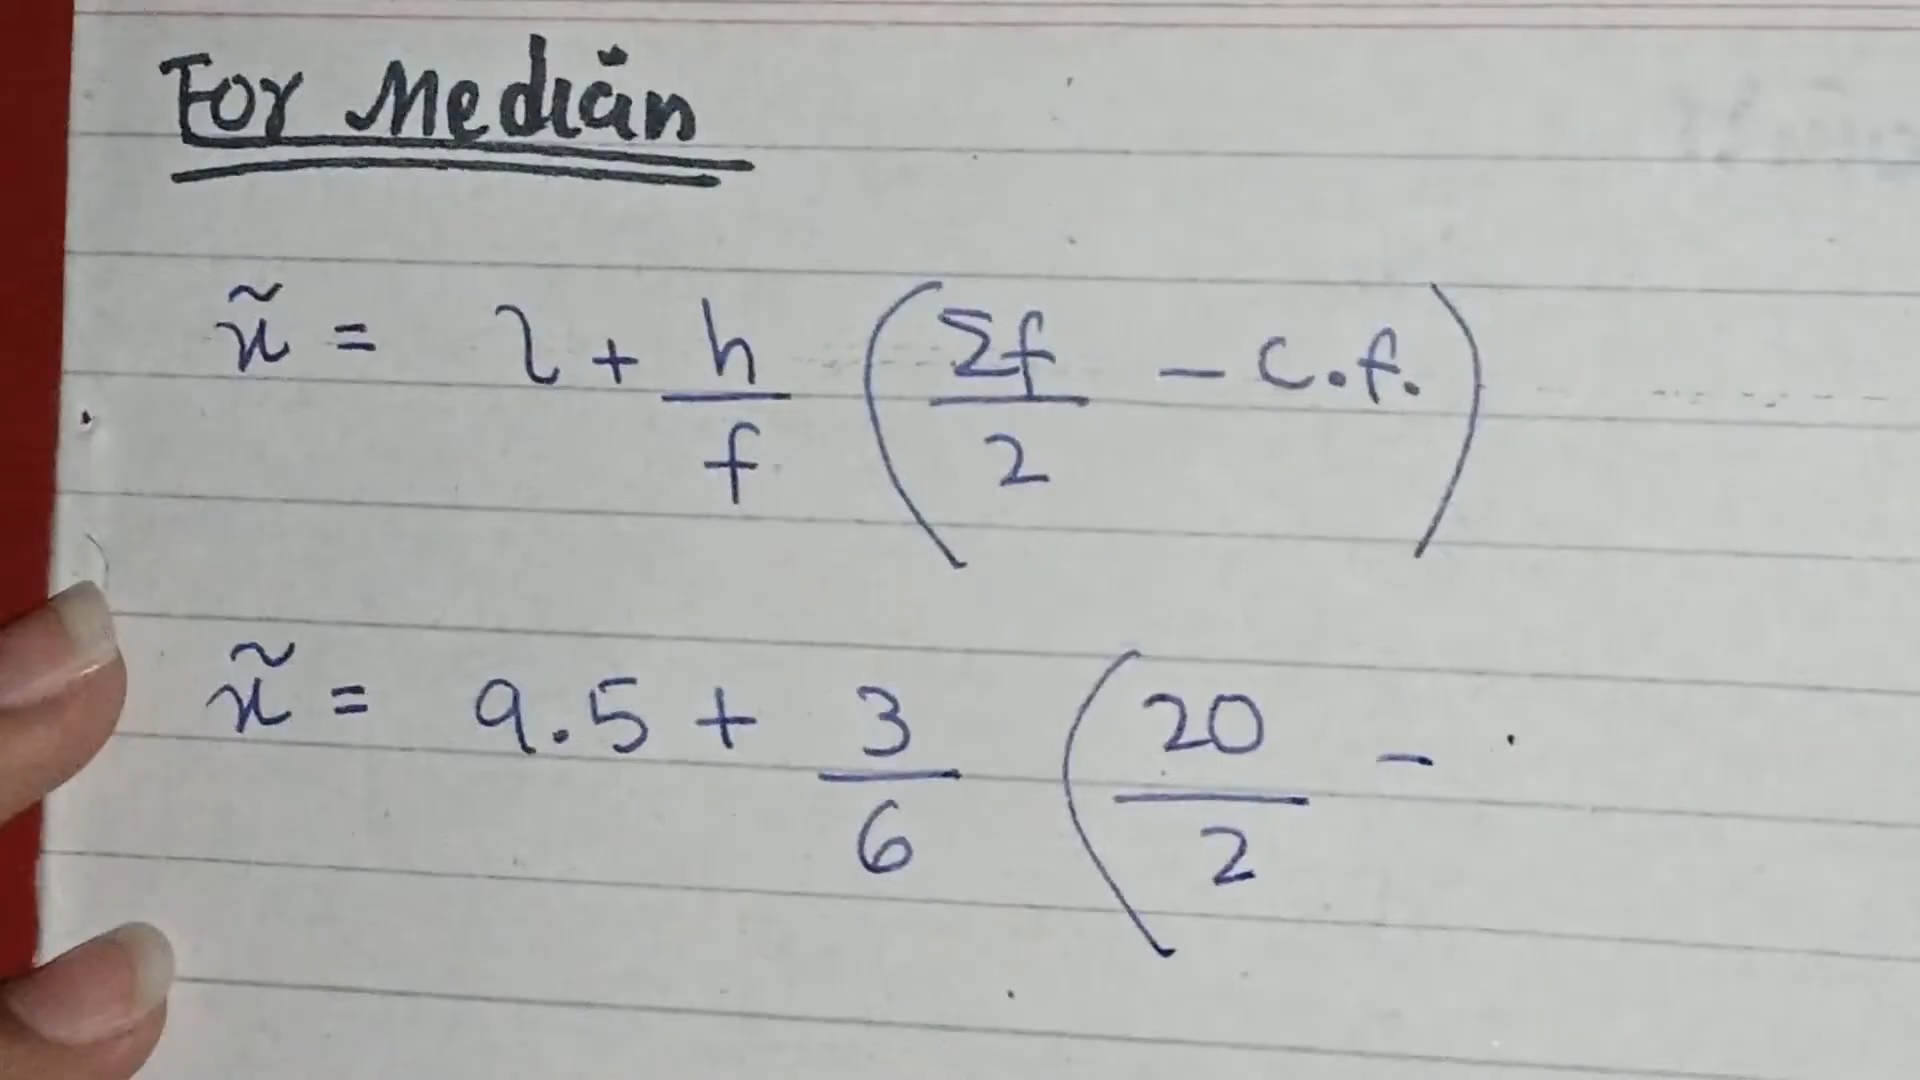 For Median
x̃ = l + h/f (Σf/2 - c.f.)
x̃ = 9.5 + 3/6 (20/2 -